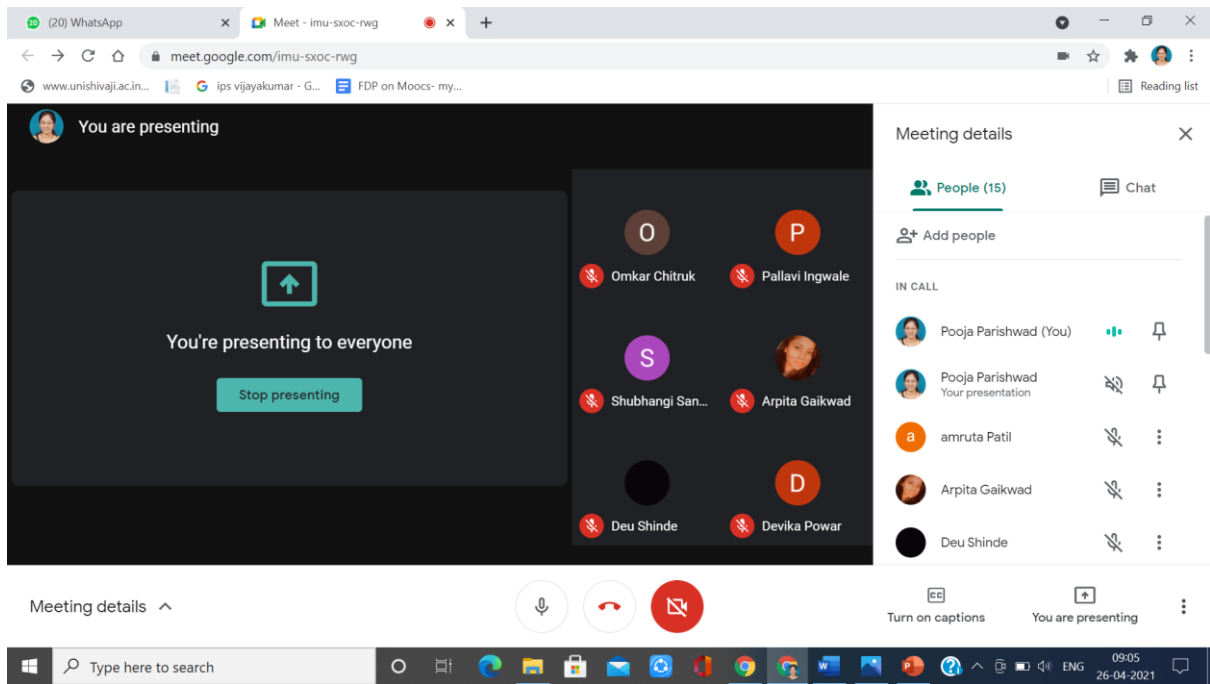 20 (20) WhatsApp
Meet - imu-sxoc-rwg
meet.google.com/imu-sxoc-rwg
www.unishivaji.ac.in...
G ips vijayakumar - G...
FDP on Moocs- my...
Reading list
You are presenting
You're presenting to everyone
Stop presenting
O
Omkar Chitruk
P
Pallavi Ingwale
S
Shubhangi San...
Arpita Gaikwad
Deu Shinde
D
Devika Powar
Meeting details
People (15)
Chat
Add people
IN CALL
Pooja Parishwad (You)
Pooja Parishwad
Your presentation
a
amruta Patil
Arpita Gaikwad
Deu Shinde
Meeting details
CC
Turn on captions
You are presenting
Type here to search
ENG
09:05
26-04-2021